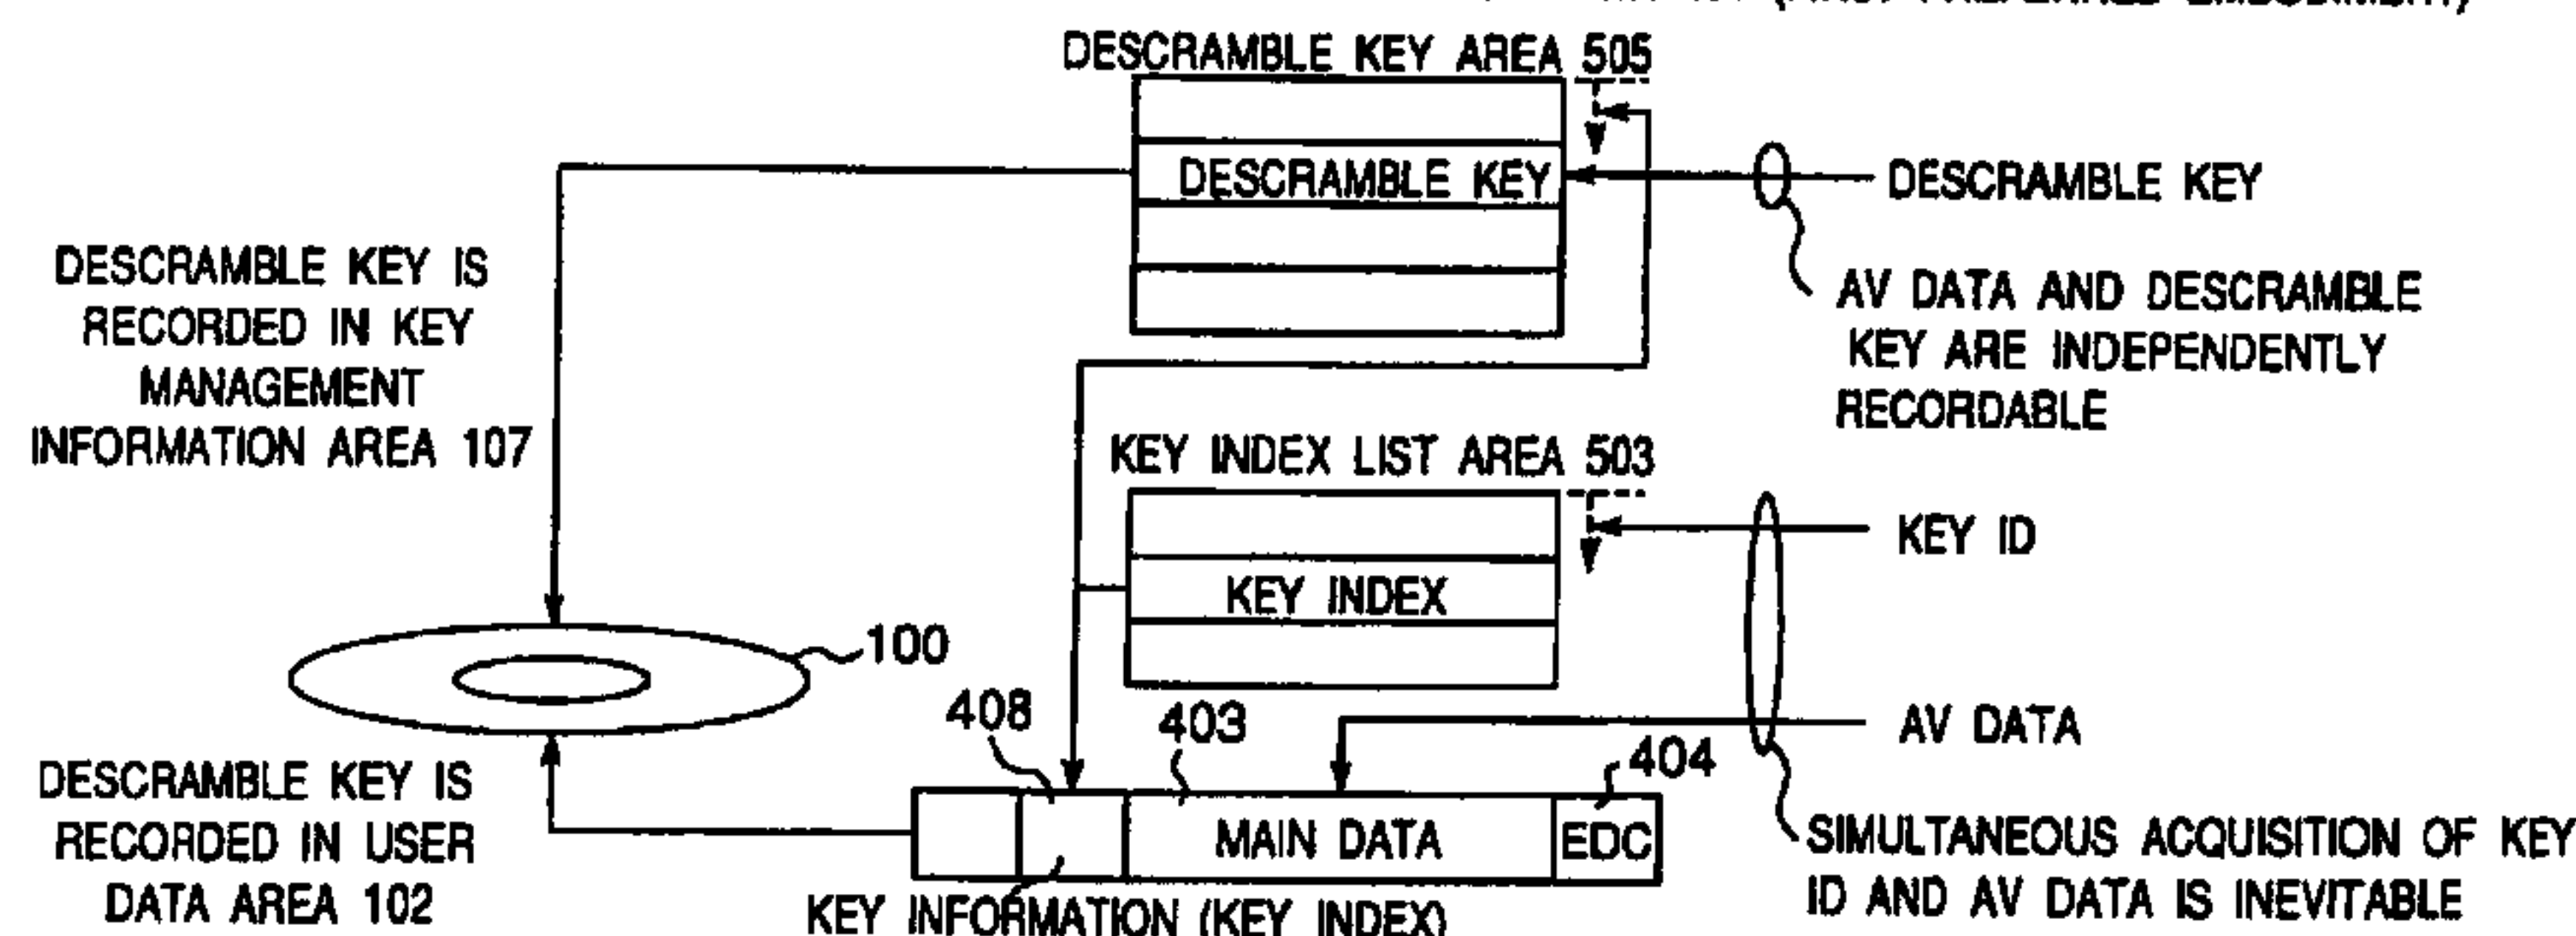 DESCRAMBLE KEY AREA 505
DESCRAMBLE KEY
DESCRAMBLE KEY
AV DATA AND DESCRAMBLE
KEY ARE INDEPENDENTLY
RECORDABLE
DESCRAMBLE KEY IS
RECORDED IN KEY
MANAGEMENT
INFORMATION AREA 107
KEY INDEX LIST AREA 503
KEY ID
KEY INDEX
100
408
403
AV DATA
404
DESCRAMBLE KEY IS
RECORDED IN USER
DATA AREA 102
MAIN DATA
EDC
SIMULTANEOUS ACQUISITION OF KEY
ID AND AV DATA IS INEVITABLE
KEY INFORMATION (KEY INDEX)